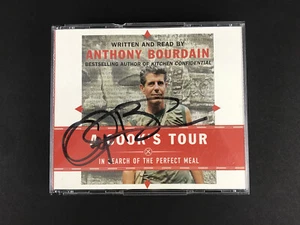 WRITTEN AND READ BY
ANTHONY BOURDAIN
BESTSELLING AUTHOR OF KITCHEN CONFIDENTIAL
A COOK'S TOUR
IN SEARCH OF THE PERFECT MEAL